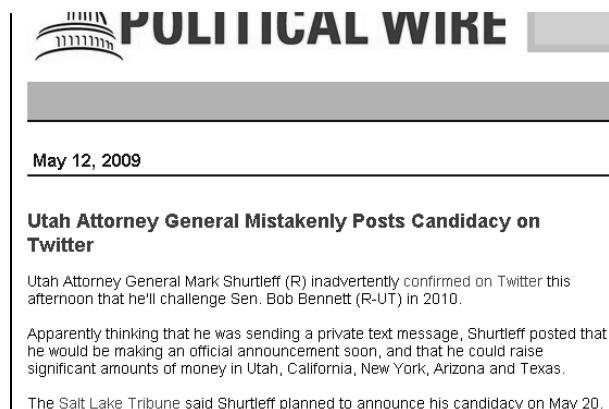 POLITICAL WIRE
May 12, 2009
Utah Attorney General Mistakenly Posts Candidacy on
Twitter
Utah Attorney General Mark Shurtleff (R) inadvertently confirmed on Twitter this
afternoon that he'll challenge Sen. Bob Bennett (R-UT) in 2010.
Apparently thinking that he was sending a private text message, Shurtleff posted that
he would be making an official announcement soon, and that he could raise
significant amounts of money in Utah, California, New York, Arizona and Texas.
The Salt Lake Tribune said Shurtleff planned to announce his candidacy on May 20.